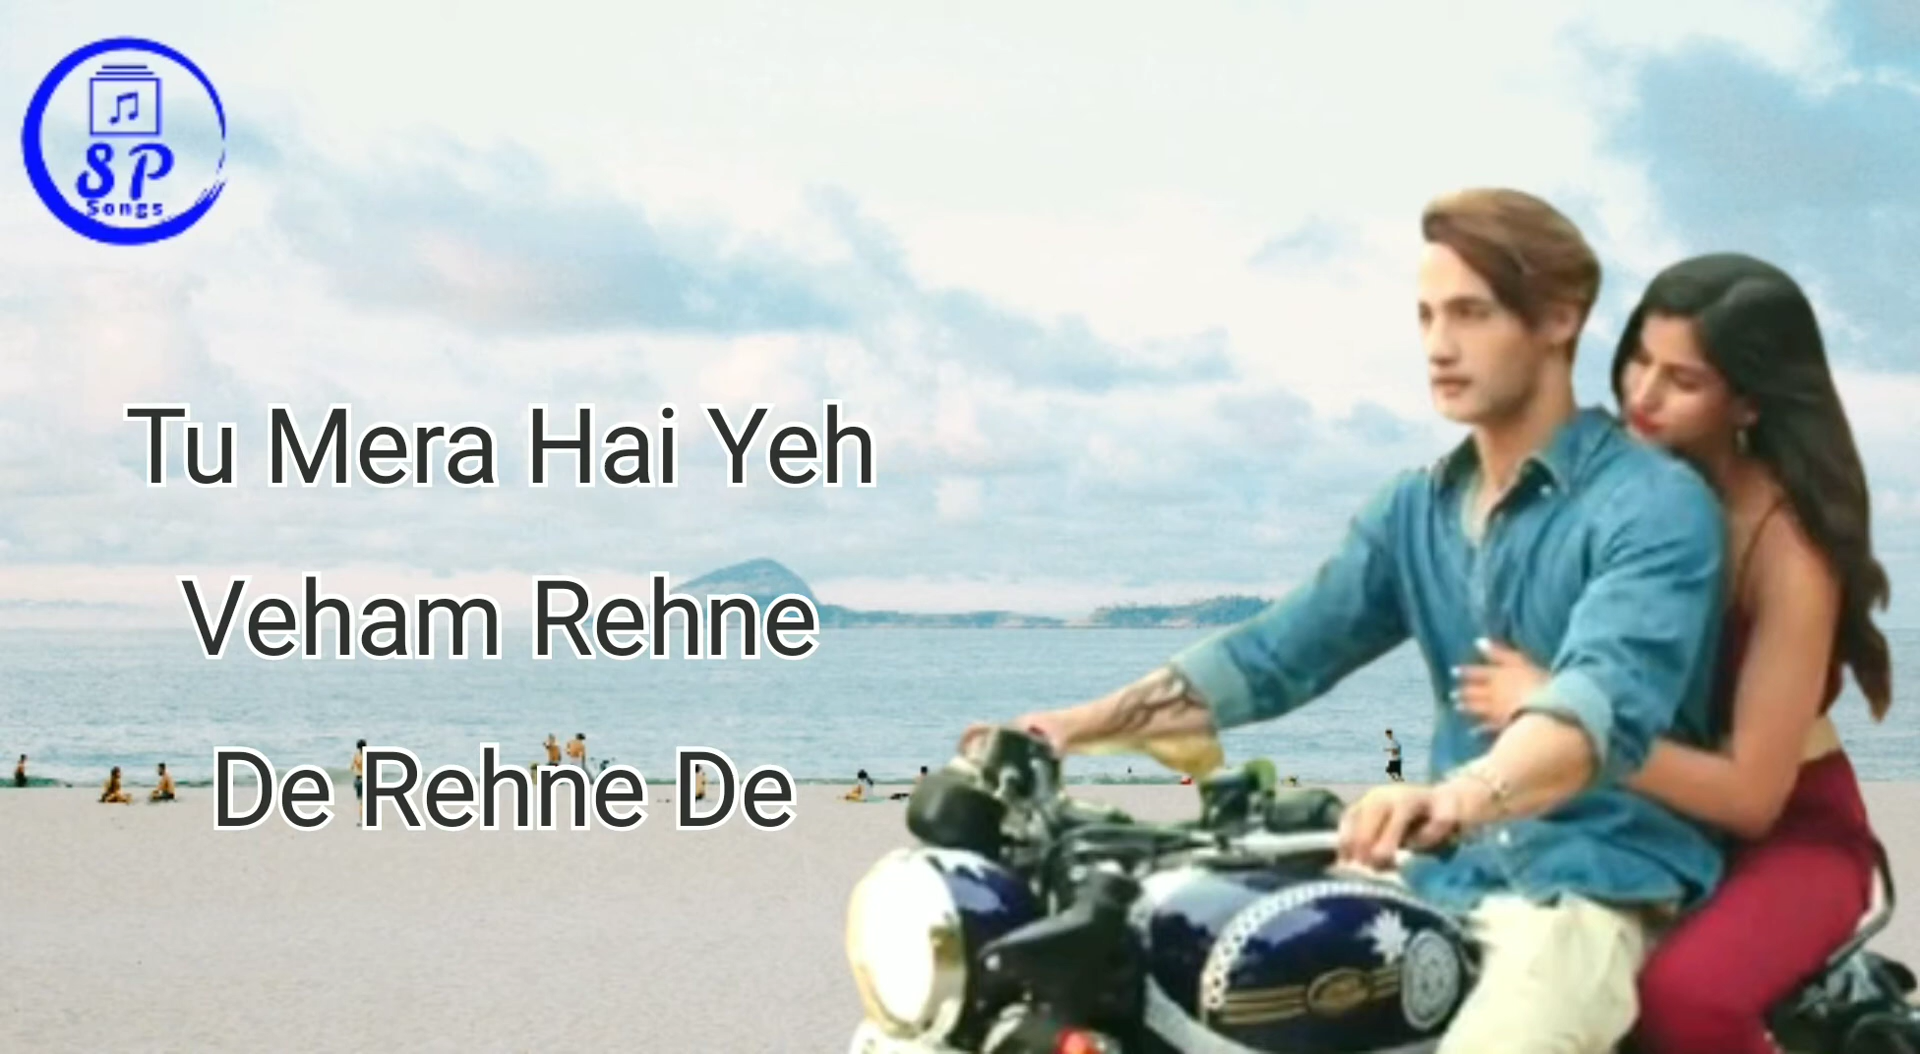 SP
Songs
Tu Mera Hai Yeh
Veham Rehne
De Rehne De